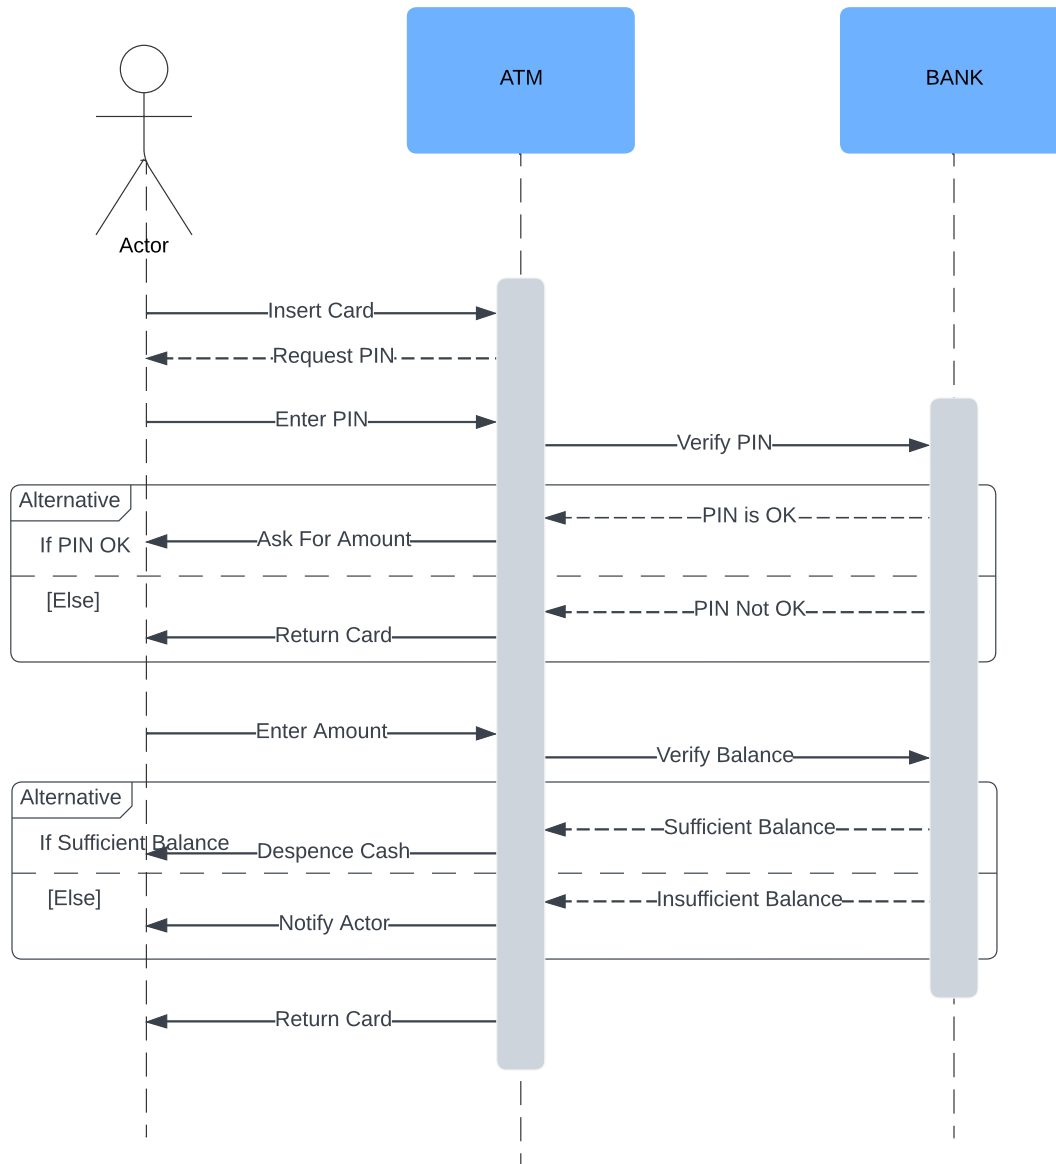 ATM
BANK
Actor
Insert Card
Request PIN
Enter PIN
Verify PIN
Alternative
PIN is OK
Ask For Amount
If PIN OK
[Else]
PIN Not OK
Return Card
Enter Amount
Verify Balance
Alternative
Sufficient Balance
If Sufficient Balance
Despence Cash
[Else]
Insufficient Balance
Notify Actor
Return Card